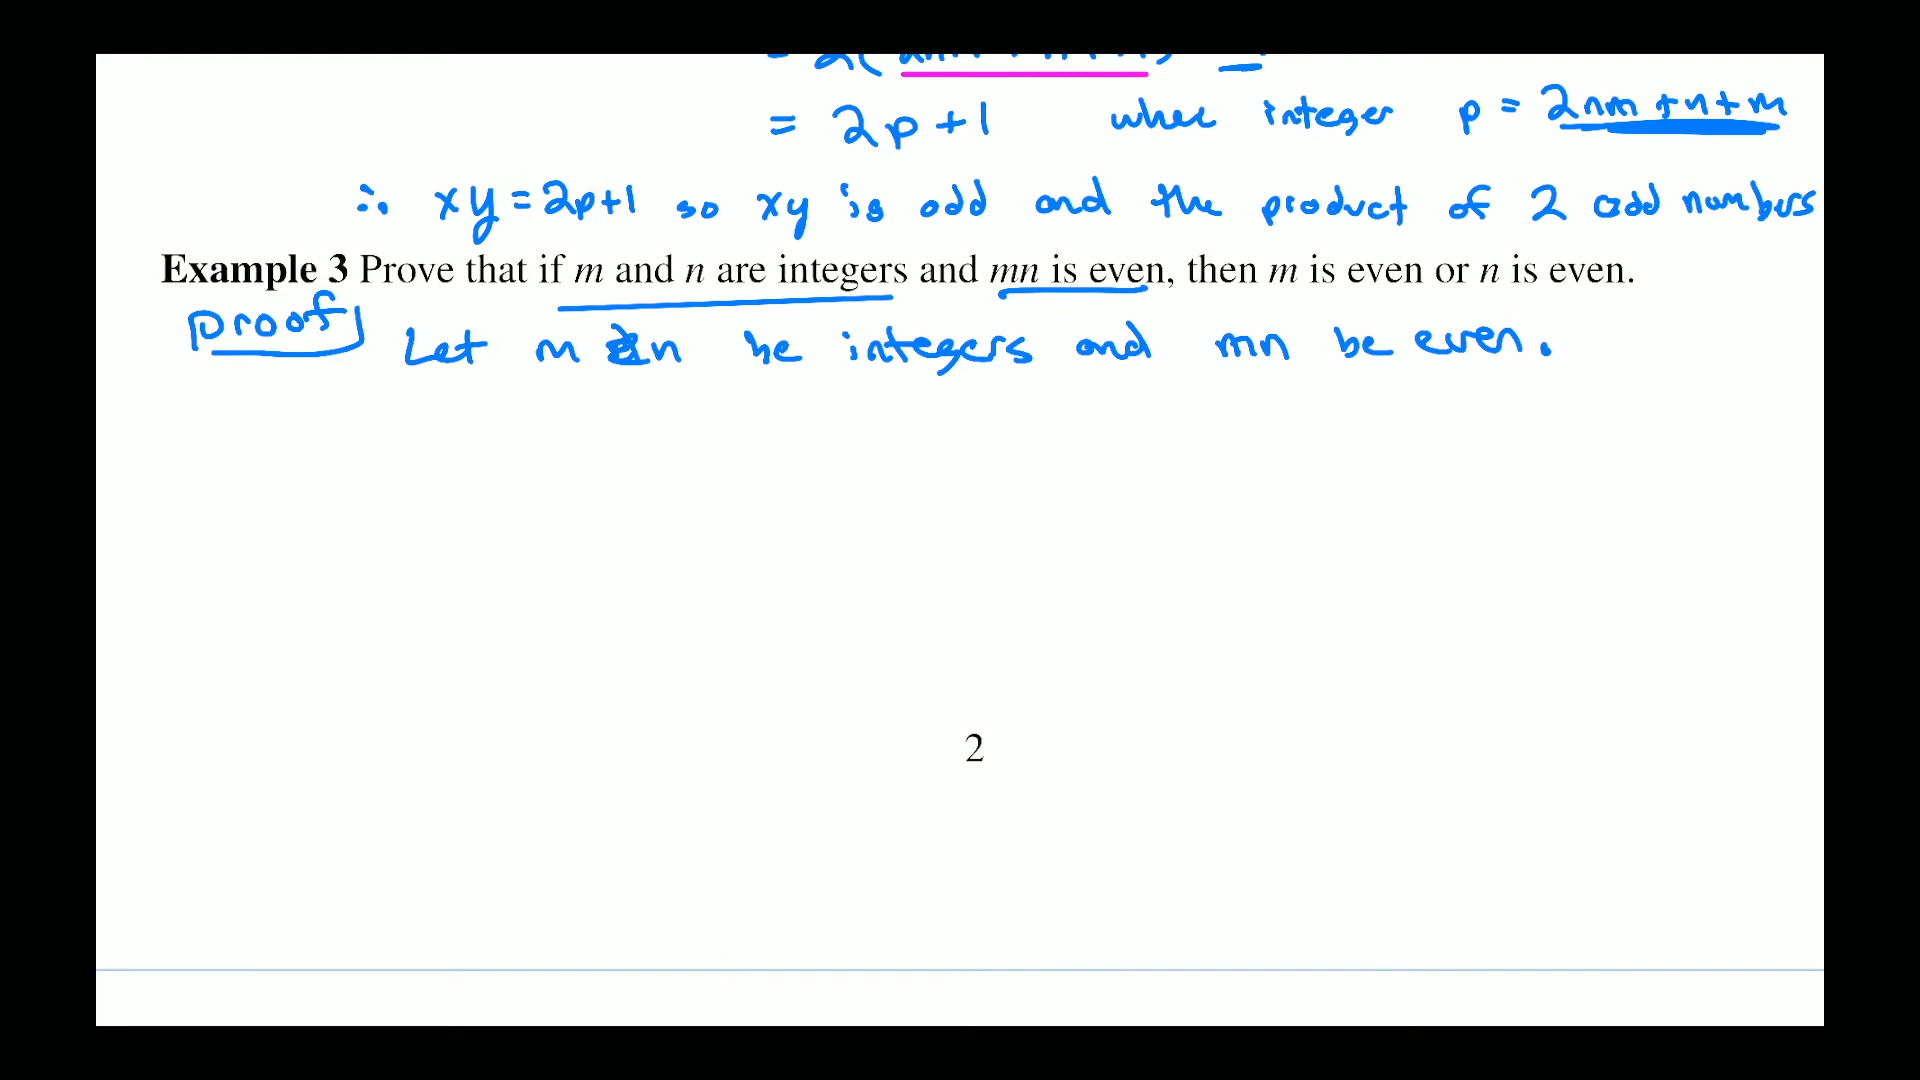 = 2p+1 where integer p = 2nm+n+m
∴ xy=2p+1 so xy is odd and the product of 2 odd numbers
Example 3 Prove that if m and n are integers and mn is even, then m is even or n is even.
proof Let m & n be integers and mn be even.
2